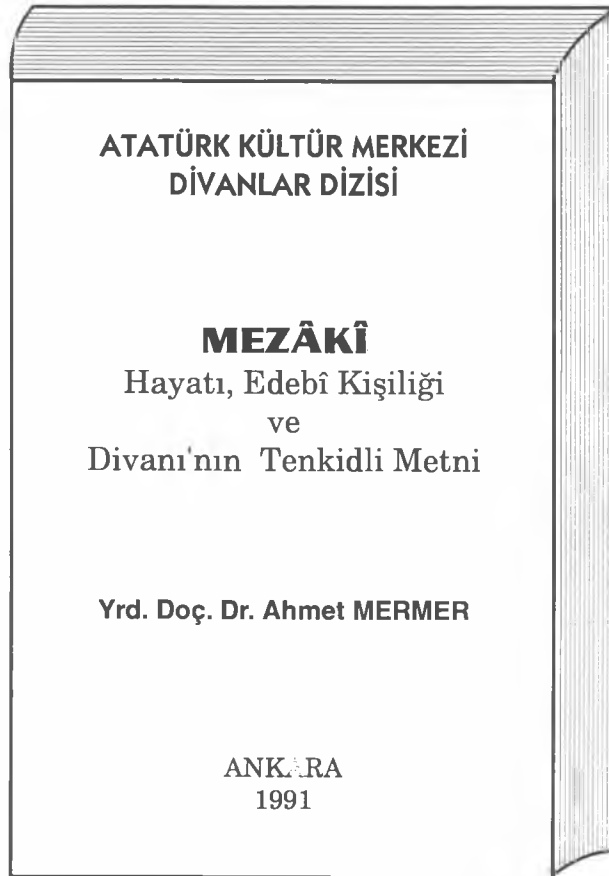 ATATÜRK KÜLTÜR MERKEZİ
DİVANLAR DİZİSİ
MEZÂKÎ
Hayatı, Edebî Kişiliği
ve
Divanı'nın Tenkidli Metni
Yrd. Doç. Dr. Ahmet MERMER
ANKARA
1991